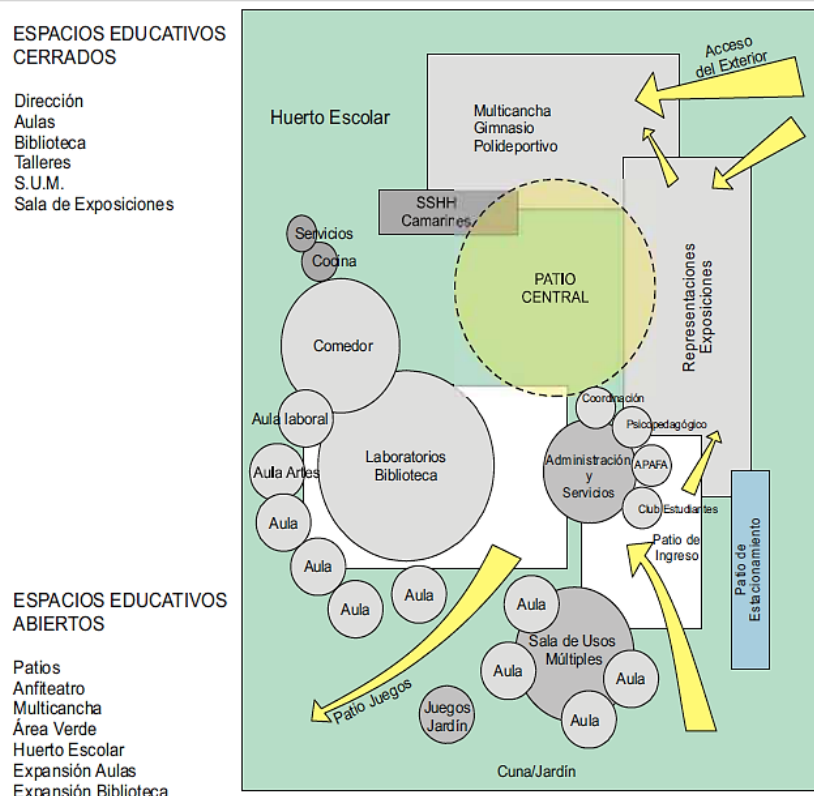 ESPACIOS EDUCATIVOS
CERRADOS
Dirección
Aulas
Biblioteca
Talleres
S.U.M.
Sala de Exposiciones
ESPACIOS EDUCATIVOS
ABIERTOS
Patios
Anfiteatro
Multicancha
Área Verde
Huerto Escolar
Expansión Aulas
Expansión Biblioteca
Acceso
del Exterior
Huerto Escolar
Multicancha
Gimnasio
Polideportivo
SSHH
Camarines
Servicios
Cocina
PATIO
CENTRAL
Representaciones
Exposiciones
Comedor
Coordinación
Aula laboral
Psicopedagógico
Laboratorios
Biblioteca
Administración
y
Servicios
APAFA
Aula Artes
Club Estudiantes
Aula
Patio de
Ingreso
Patio de
Estacionamiento
Aula
Aula
Aula
Aula
Sala de Usos
Múltiples
Aula
Aula
Patio Juegos
Juegos
Jardín
Aula
Cuna/Jardín